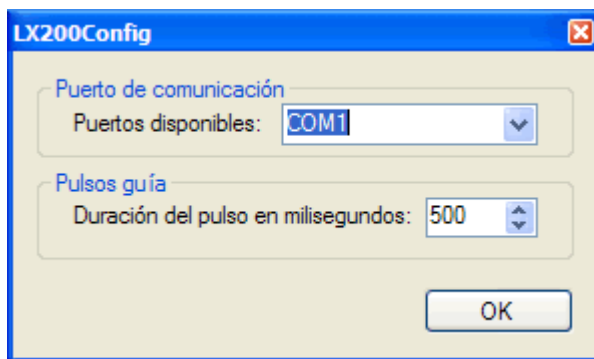 LX200Config
Puerto de comunicación
Puertos disponibles: COM1
Pulsos guía
Duración del pulso en milisegundos: 500
OK